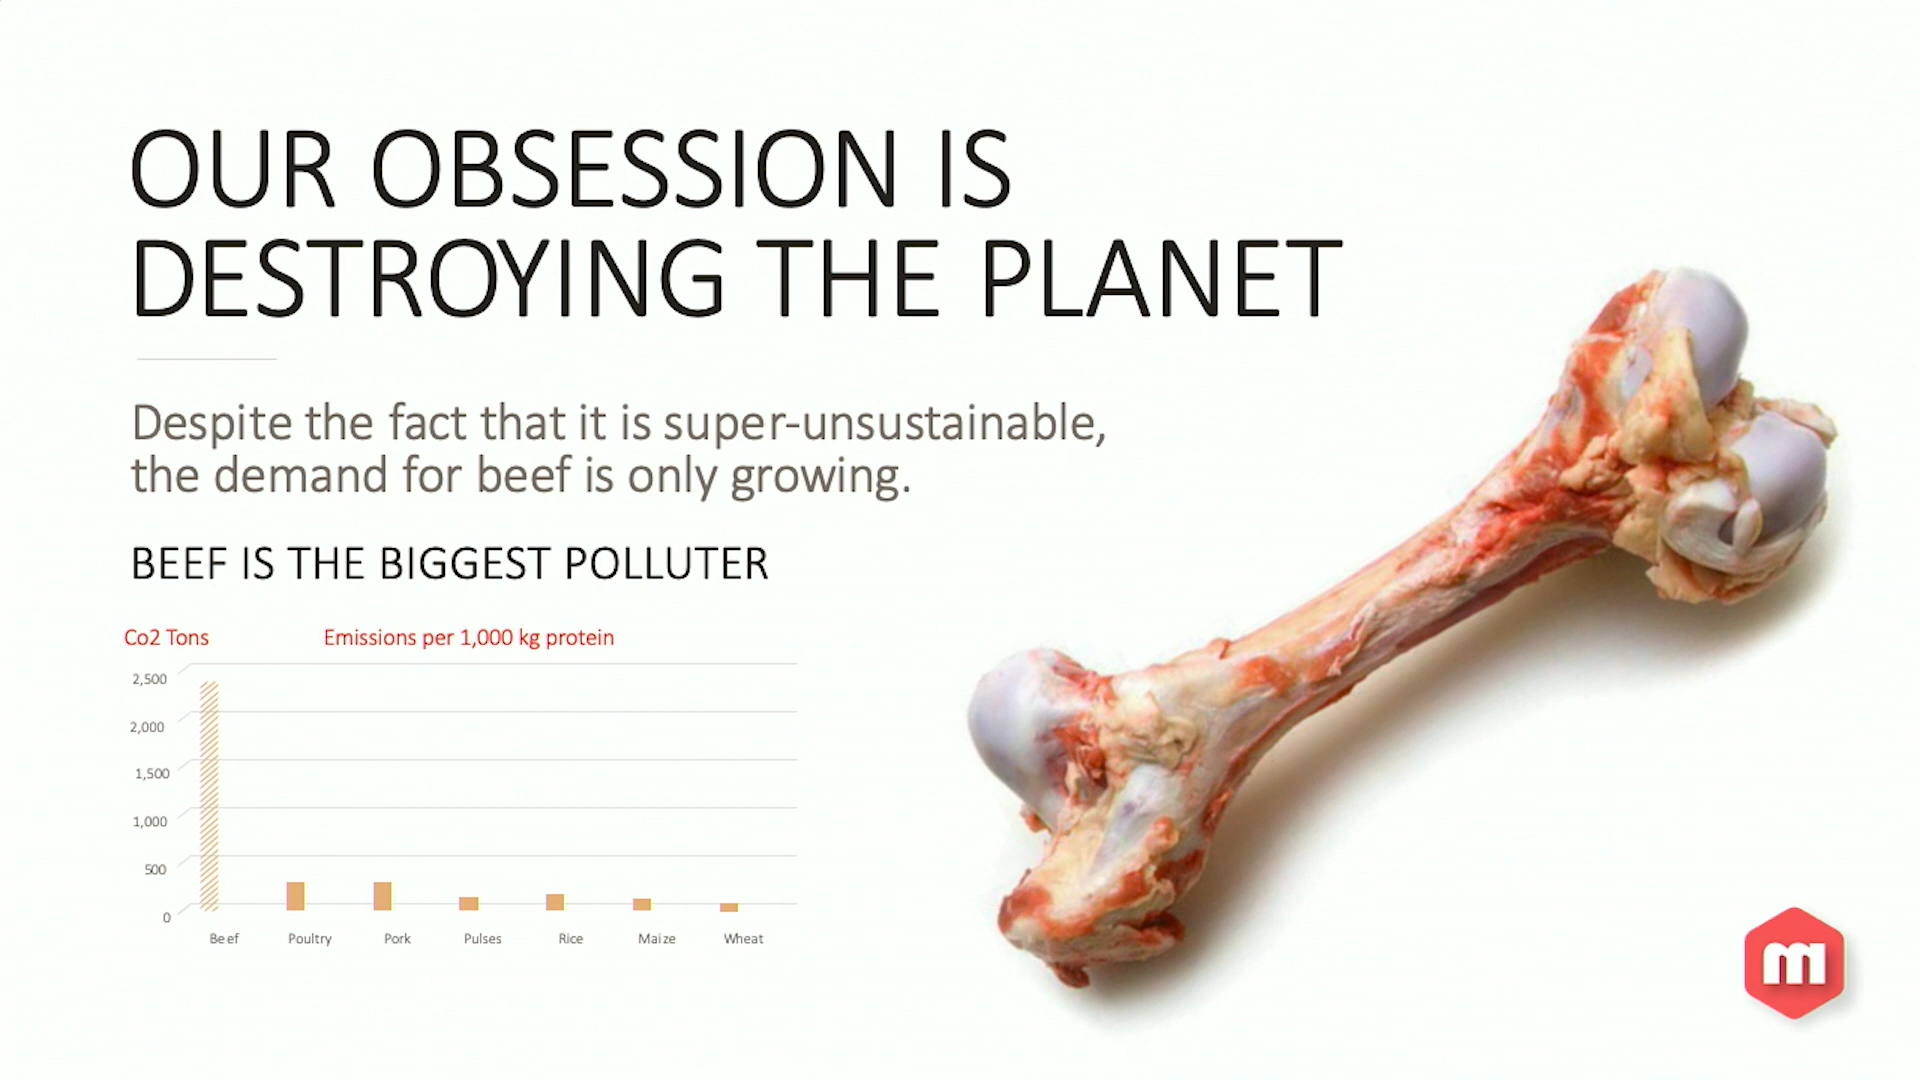 OUR OBSESSION IS
DESTROYING THE PLANET
Despite the fact that it is super-unsustainable,
the demand for beef is only growing.
BEEF IS THE BIGGEST POLLUTER
Co2 Tons
Emissions per 1,000 kg protein
2,500
2,000
1,500
1,000
500
0
Beef
Poultry
Pork
Pulses
Rice
Maize
Wheat
m